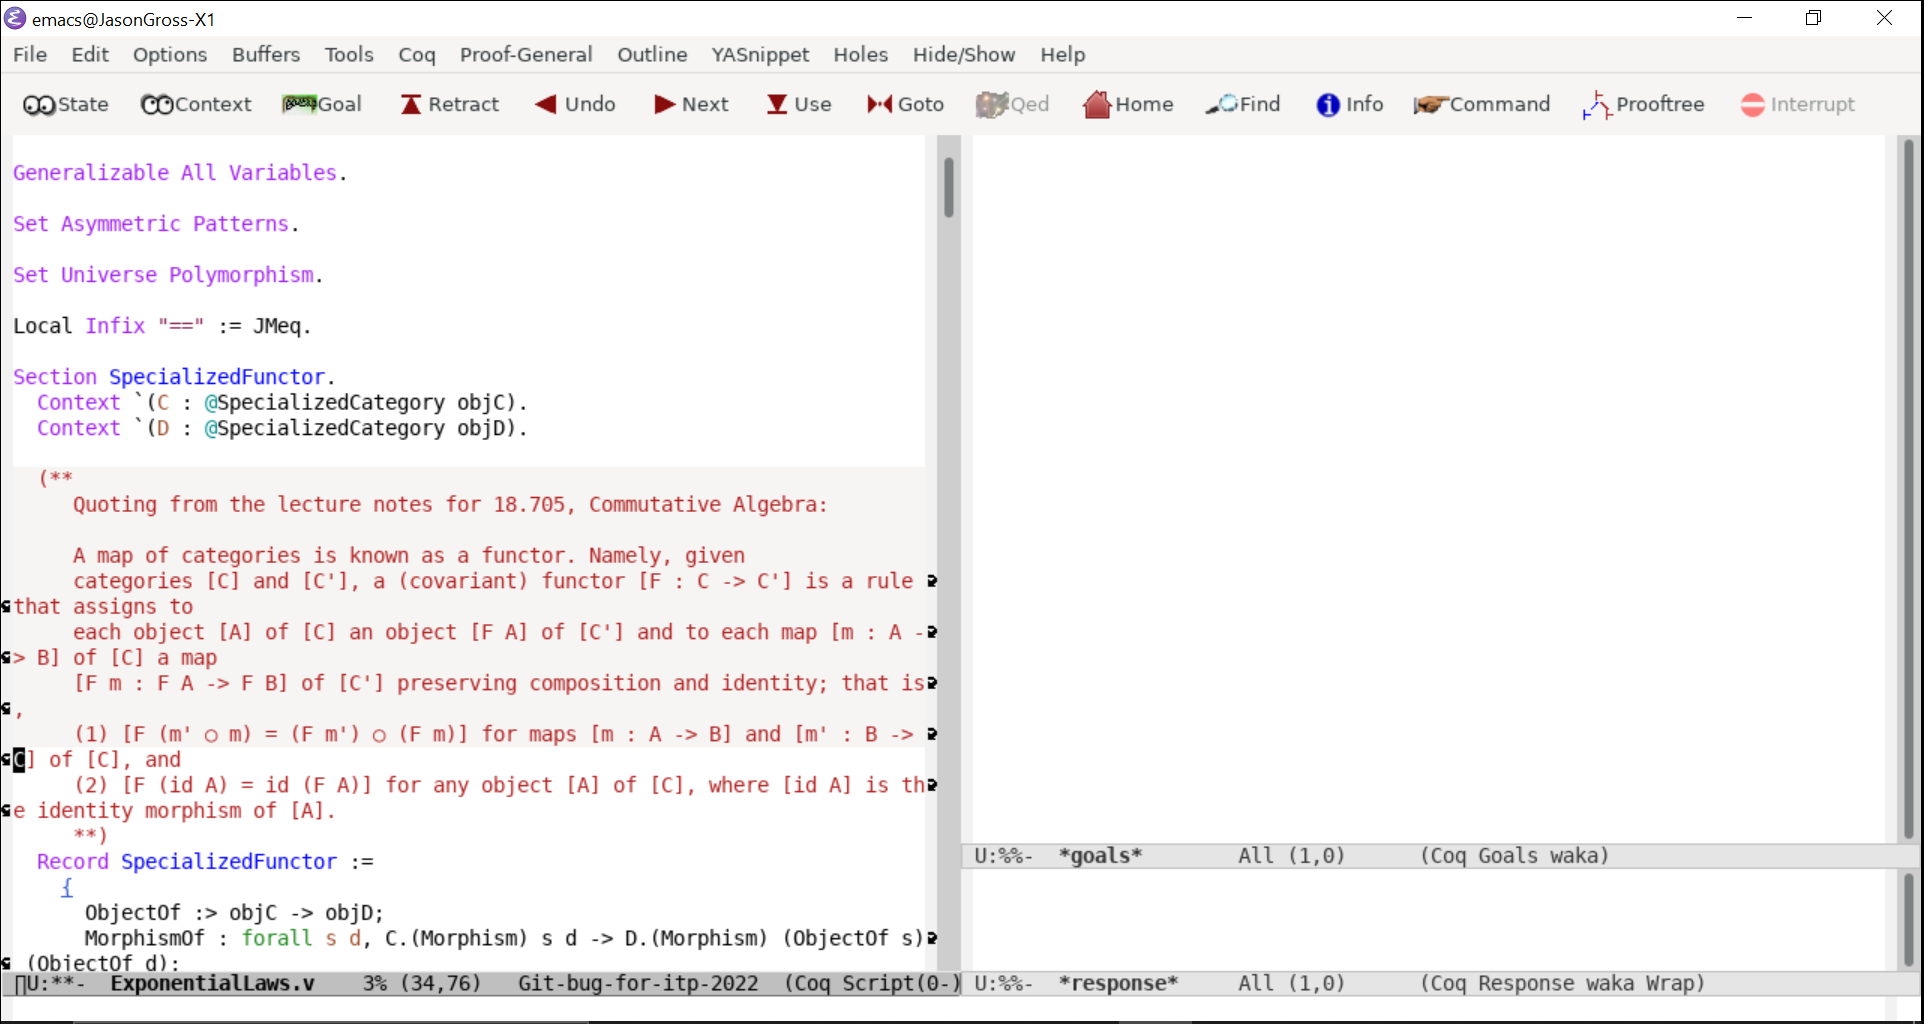 emacs@JasonGross-X1
File Edit Options Buffers Tools Coq Proof-General Outline YASnippet Holes Hide/Show Help
State Context Goal Retract Undo Next Use Goto Qed Home Find Info Command Prooftree Interrupt
Generalizable All Variables.
Set Asymmetric Patterns.
Set Universe Polymorphism.
Local Infix "==" := JMeq.
Section SpecializedFunctor.
Context `(C : @SpecializedCategory objC).
Context `(D : @SpecializedCategory objD).
(**
Quoting from the lecture notes for 18.705, Commutative Algebra:
A map of categories is known as a functor. Namely, given
categories [C] and [C'], a (covariant) functor [F : C -> C'] is a rule
that assigns to
each object [A] of [C] an object [F A] of [C'] and to each map [m : A -
> B] of [C] a map
[F m : F A -> F B] of [C'] preserving composition and identity; that is
,
(1) [F (m' ○ m) = (F m') ○ (F m)] for maps [m : A -> B] and [m' : B ->
C] of [C], and
(2) [F (id A) = id (F A)] for any object [A] of [C], where [id A] is th
e identity morphism of [A].
**)
Record SpecializedFunctor :=
{
ObjectOf :> objC -> objD;
MorphismOf : forall s d, C.(Morphism) s d -> D.(Morphism) (ObjectOf s)
(ObjectOf d);
U:**- ExponentialLaws.v 3% (34,76) Git-bug-for-itp-2022 (Coq Script(0-)
U:%%- *goals* All (1,0) (Coq Goals waka)
U:%%- *response* All (1,0) (Coq Response waka Wrap)